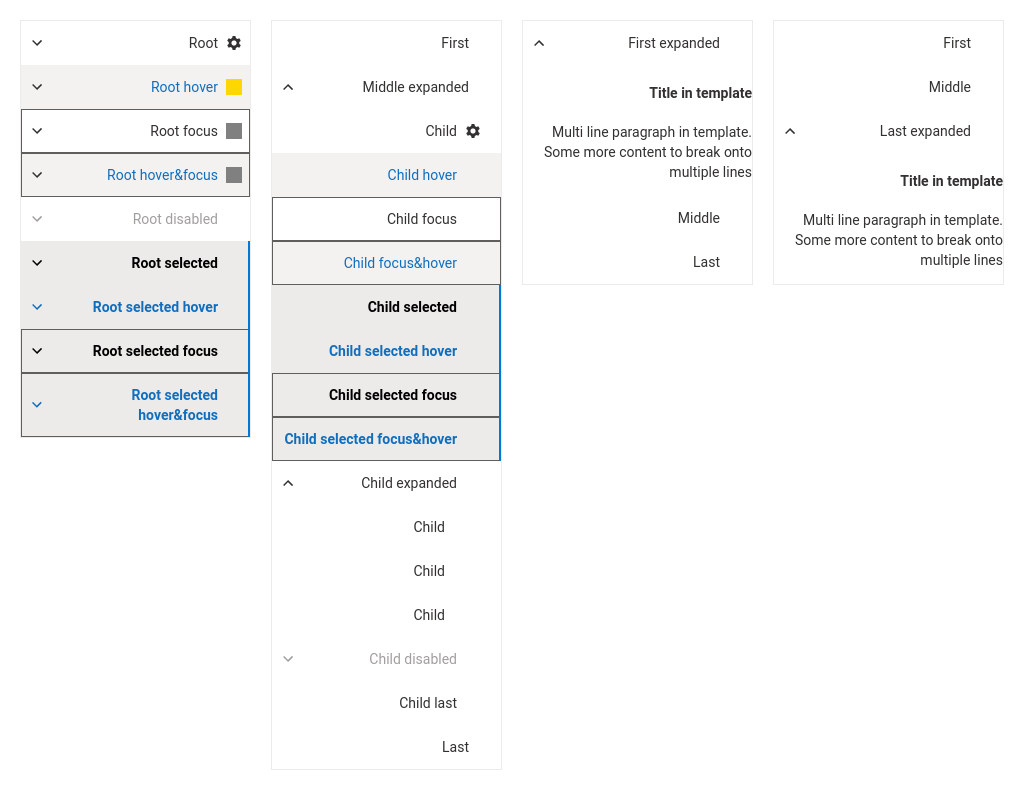 Root
Root hover
Root focus
Root hover&focus
Root disabled
Root selected
Root selected hover
Root selected focus
Root selected
hover&focus
First
Middle expanded
Child
Child hover
Child focus
Child focus&hover
Child selected
Child selected hover
Child selected focus
Child selected focus&hover
Child expanded
Child
Child
Child
Child disabled
Child last
Last
First expanded
Title in template
Multi line paragraph in template.
Some more content to break onto
multiple lines
Middle
Last
First
Middle
Last expanded
Title in template
Multi line paragraph in template.
Some more content to break onto
multiple lines